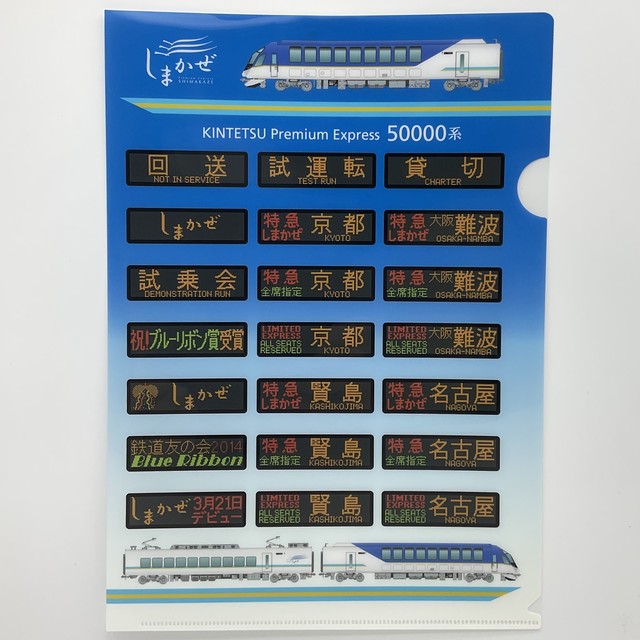 しまかぜ
SHIMAKAZE
KINTETSU Premium Express 50000系
回送
NOT IN SERVICE
試運転
TEST RUN
貸切
CHARTER
しまかぜ
特急 京都
しまかぜ KYOTO
特急 大阪難波
しまかぜ OSAKA-NAMBA
試乗会
DEMONSTRATION RUN
特急 京都
全席指定 KYOTO
特急 大阪難波
全席指定 OSAKA-NAMBA
祝!ブルーリボン賞受賞
LIMITED EXPRESS 京都
ALL SEATS RESERVED KYOTO
LIMITED EXPRESS 大阪難波
ALL SEATS RESERVED OSAKA-NAMBA
しまかぜ
特急 賢島
しまかぜ KASHIKOJIMA
特急 名古屋
しまかぜ NAGOYA
鉄道友の会2014
Blue Ribbon
特急 賢島
全席指定 KASHIKOJIMA
特急 名古屋
全席指定 NAGOYA
しまかぜ 3月21日
デビュー
LIMITED EXPRESS 賢島
ALL SEATS RESERVED KASHIKOJIMA
LIMITED EXPRESS 名古屋
ALL SEATS RESERVED NAGOYA